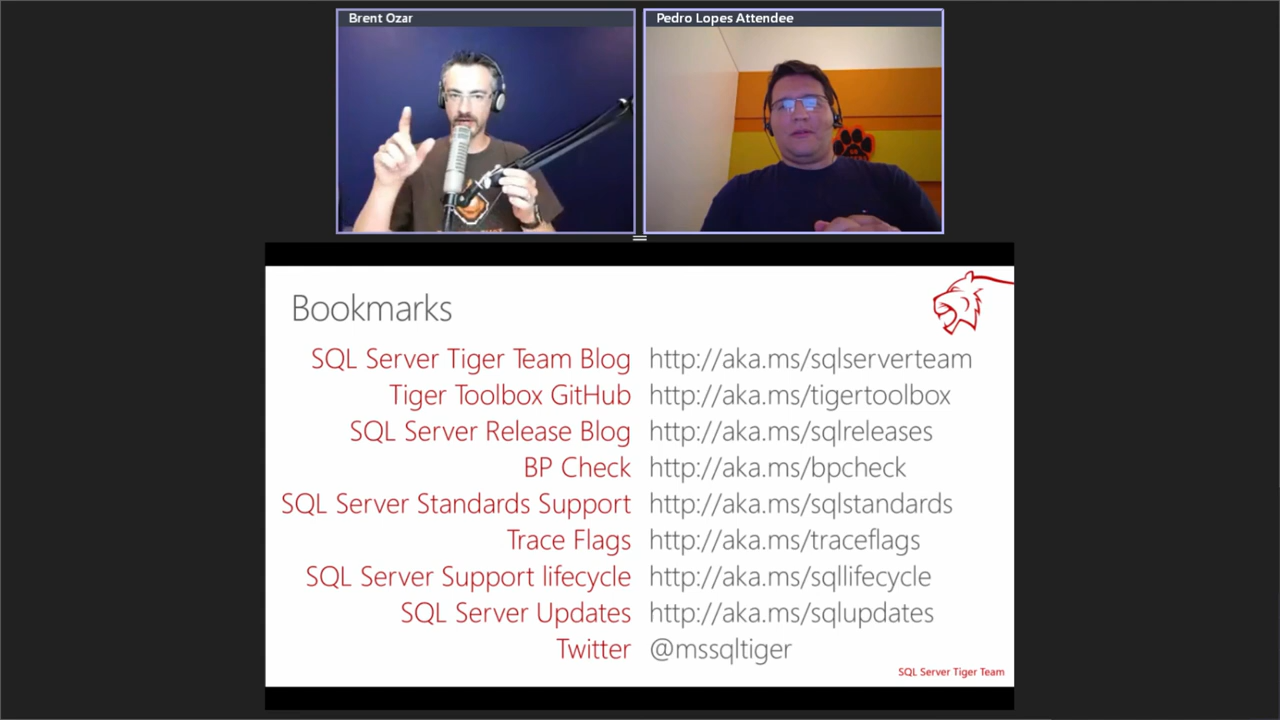 Brent Ozar
Pedro Lopes Attendee
Bookmarks
SQL Server Tiger Team Blog http://aka.ms/sqlserverteam
Tiger Toolbox GitHub http://aka.ms/tigertoolbox
SQL Server Release Blog http://aka.ms/sqlreleases
BP Check http://aka.ms/bpcheck
SQL Server Standards Support http://aka.ms/sqlstandards
Trace Flags http://aka.ms/traceflags
SQL Server Support lifecycle http://aka.ms/sqllifecycle
SQL Server Updates http://aka.ms/sqlupdates
Twitter @mssqltiger
SQL Server Tiger Team